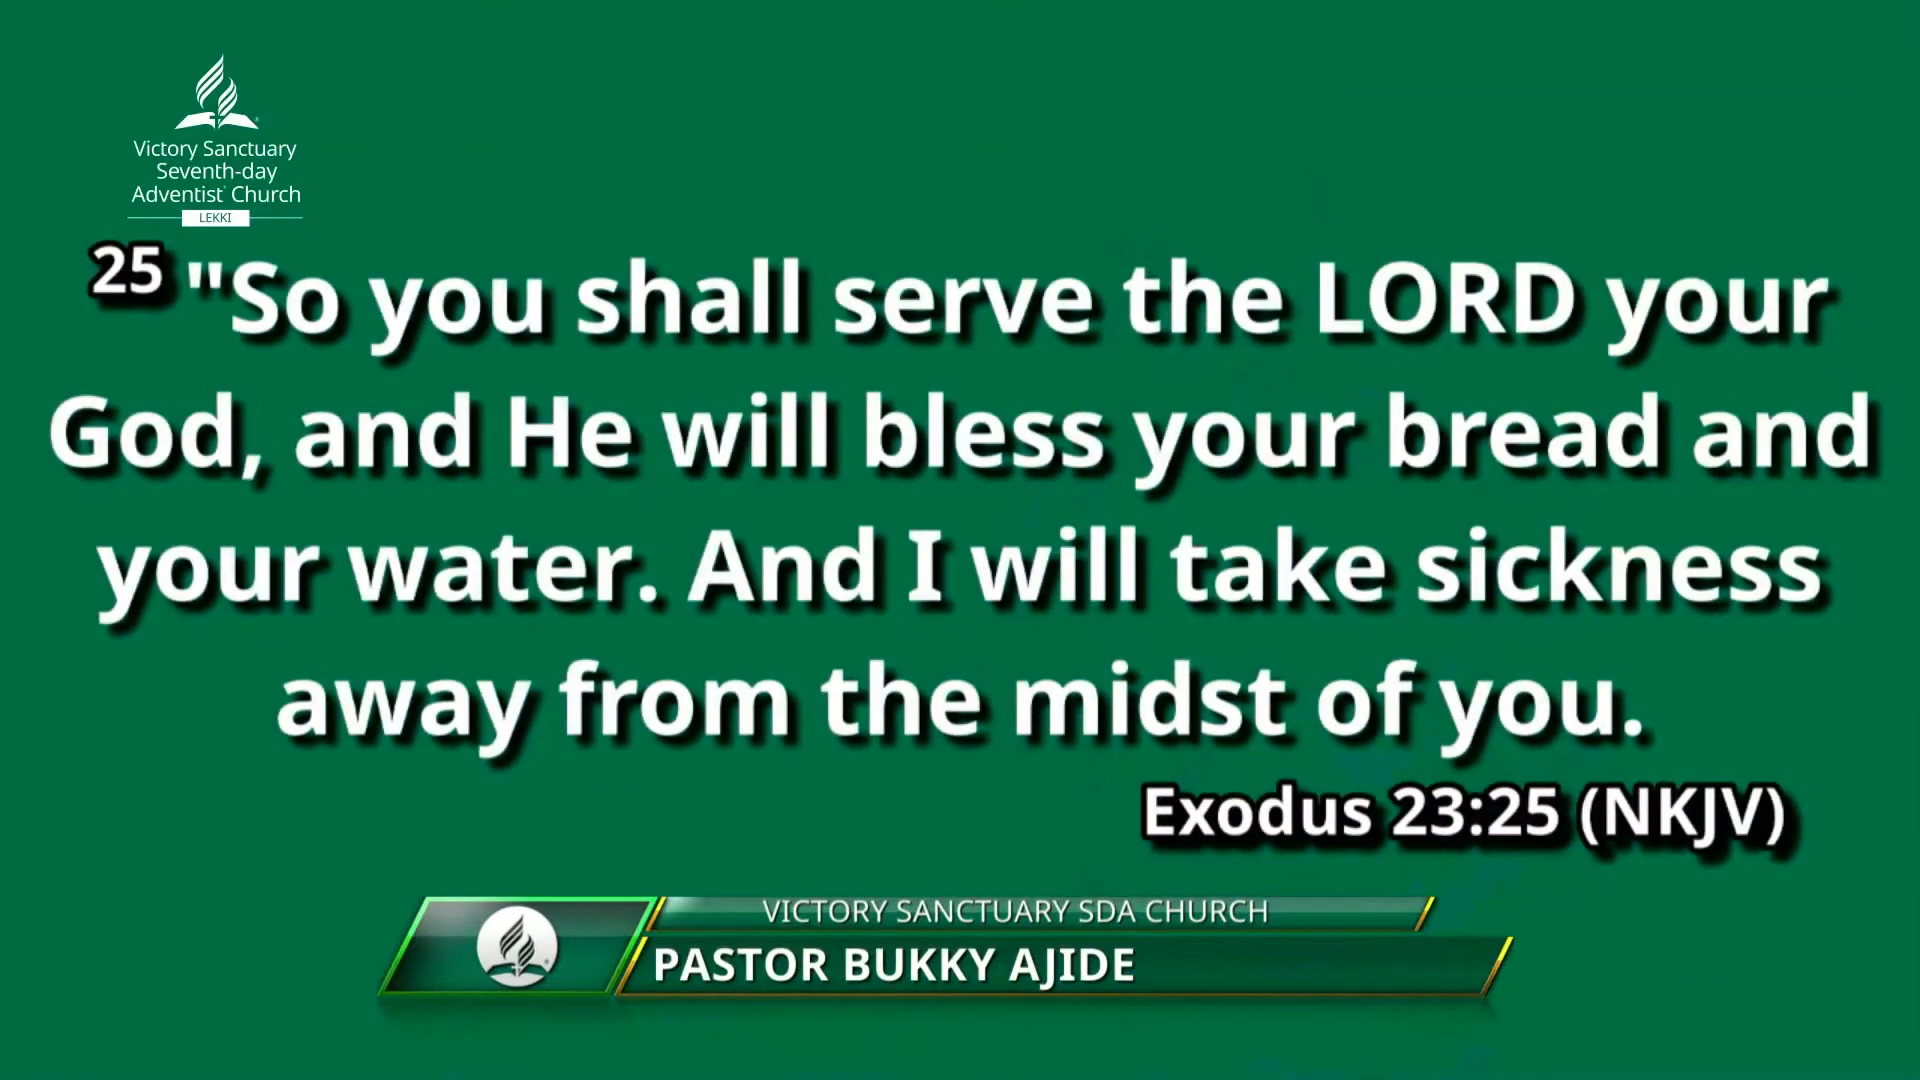 Victory Sanctuary
Seventh-day
Adventist Church
LEKKI
25 "So you shall serve the LORD your
God, and He will bless your bread and
your water. And I will take sickness
away from the midst of you.
Exodus 23:25 (NKJV)
VICTORY SANCTUARY SDA CHURCH
PASTOR BUKKY AJIDE